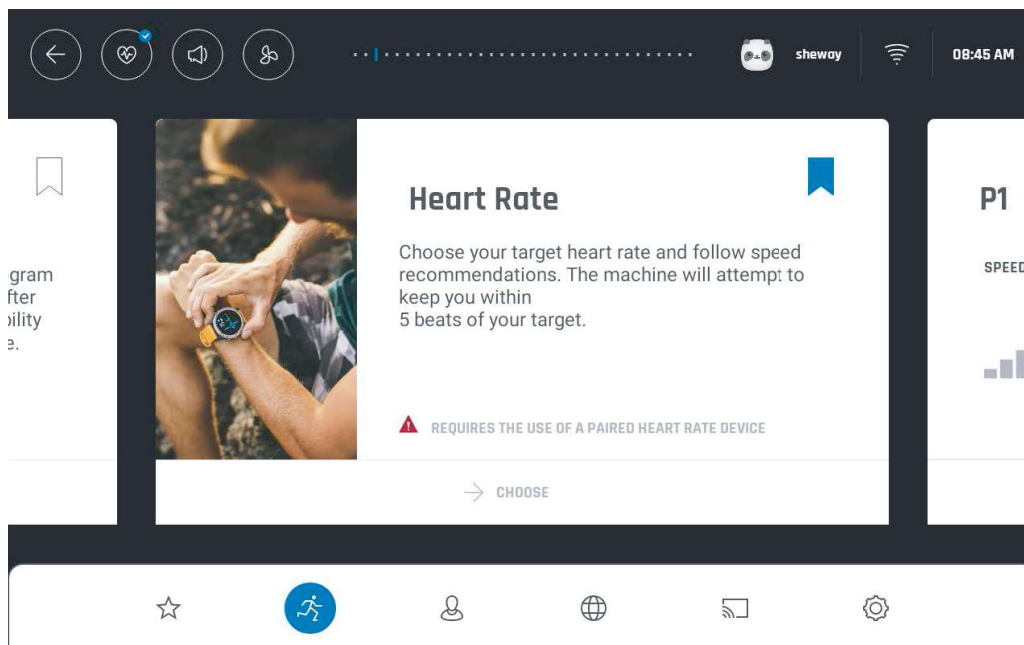 sheway
08:45 AM
gram
fter
bility
e.
Heart Rate
Choose your target heart rate and follow speed
recommendations. The machine will attempt to
keep you within
5 beats of your target.
REQUIRES THE USE OF A PAIRED HEART RATE DEVICE
CHOOSE
P1
SPEED